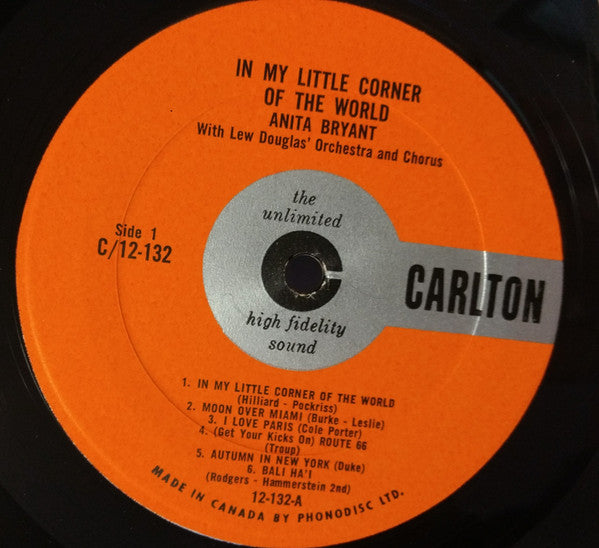 IN MY LITTLE CORNER
OF THE WORLD
ANITA BRYANT
With Lew Douglas' Orchestra and Chorus
the
unlimited
Side 1
C/12-132
CARLTON
high fidelity
sound
1. IN MY LITTLE CORNER OF THE WORLD
(Hilliard - Pockriss)
2. MOON OVER MIAMI (Burke - Leslie)
3. I LOVE PARIS (Cole Porter)
4. (Get Your Kicks On) ROUTE 66
(Troup)
5. AUTUMN IN NEW YORK (Duke)
6. BALI HA'I
(Rodgers - Hammerstein 2nd)
12-132-A
MADE IN CANADA BY PHONODISC LTD.